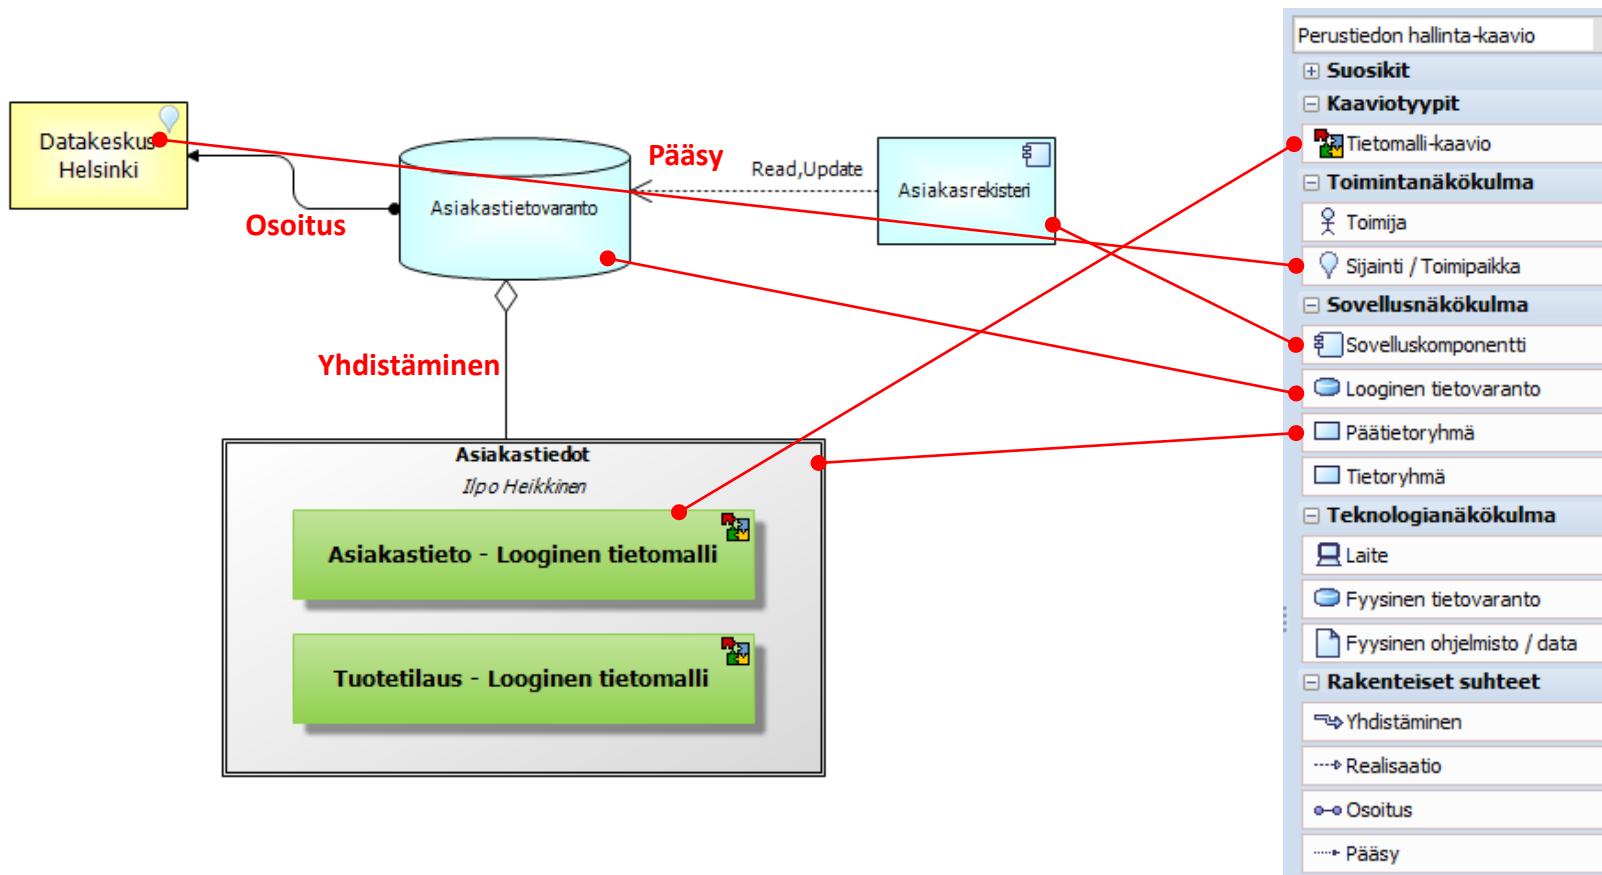 Datakeskus
Helsinki
Osoitus
Asiakastietovaranto
Pääsy
Read,Update
Asiakasrekisteri
Yhdistäminen
Asiakastiedot
Ilpo Heikkinen
Asiakastieto - Looginen tietomalli
Tuotetilaus - Looginen tietomalli
Perustiedon hallinta-kaavio
Suosikit
Kaaviotyypit
Tietomalli-kaavio
Toimintanäkökulma
Toimija
Sijainti / Toimipaikka
Sovellusnäkökulma
Sovelluskomponentti
Looginen tietovaranto
Päätietoryhmä
Tietoryhmä
Teknologianäkökulma
Laite
Fyysinen tietovaranto
Fyysinen ohjelmisto / data
Rakenteiset suhteet
Yhdistäminen
Realisaatio
Osoitus
Pääsy